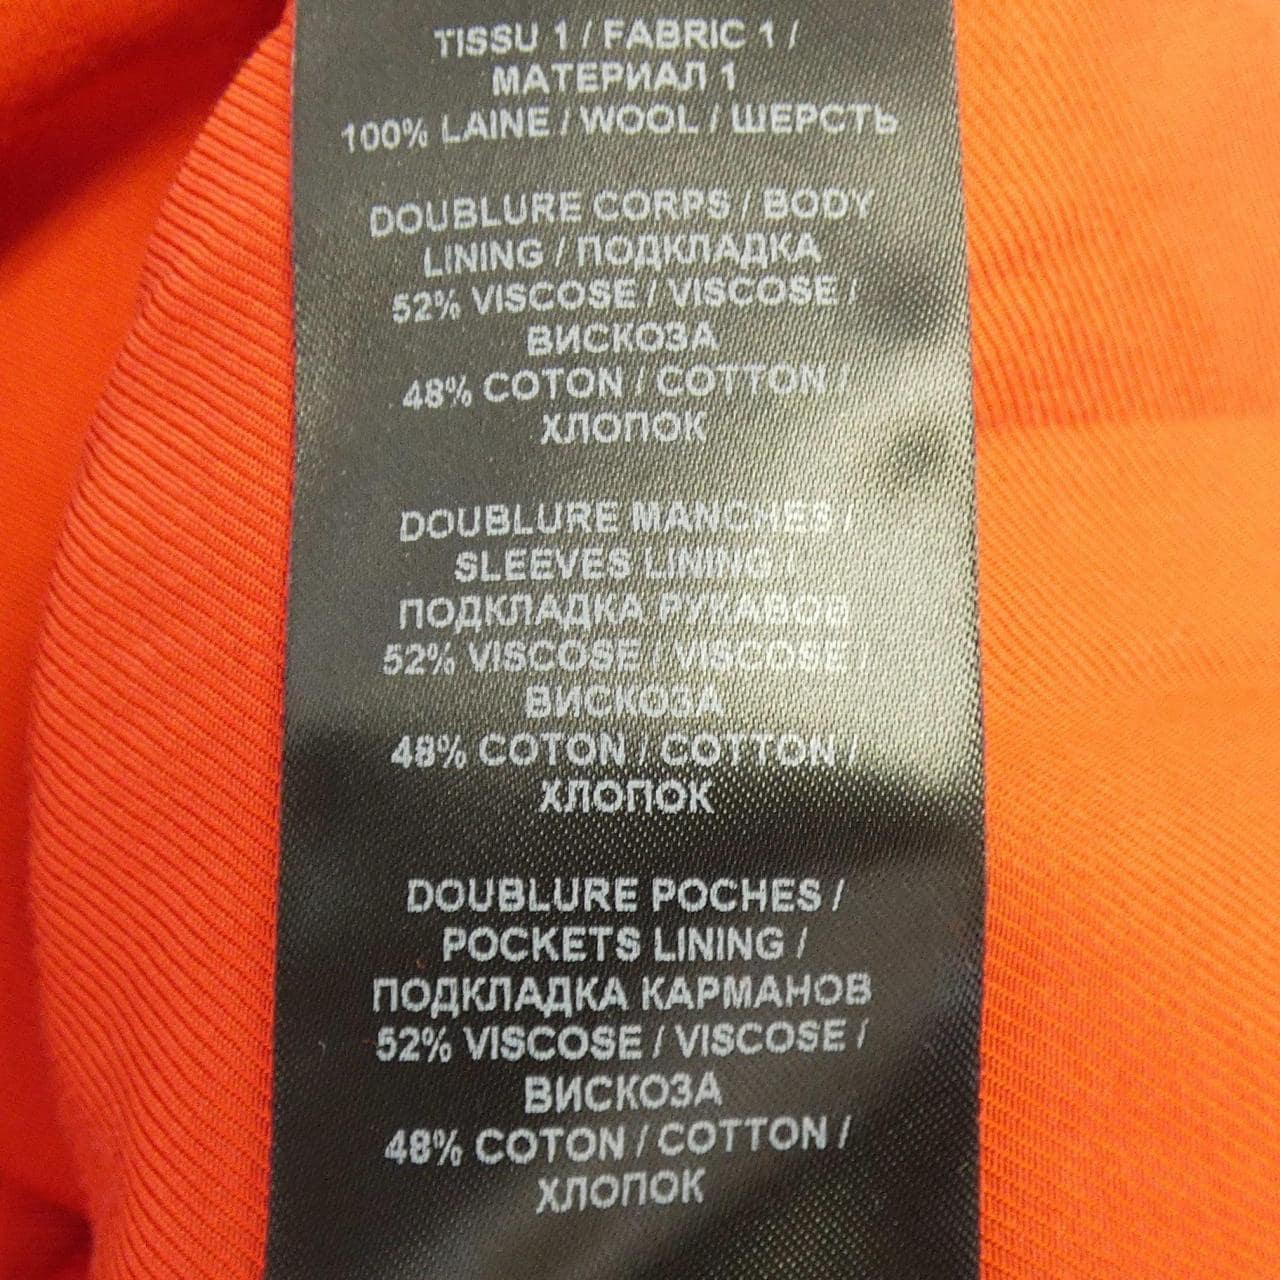 TISSU 1 / FABRIC 1 /
МАТЕРИАЛ 1
100% LAINE / WOOL / ШЕРСТЬ
DOUBLURE CORPS / BODY
LINING / ПОДКЛАДКА
52% VISCOSE / VISCOSE /
ВИСКОЗА
48% COTON / COTTON /
ХЛОПОК
DOUBLURE MANCHES /
SLEEVES LINING /
ПОДКЛАДКА РУКАВОВ
52% VISCOSE / VISCOSE /
ВИСКОЗА
48% COTON / COTTON /
ХЛОПОК
DOUBLURE POCHES /
POCKETS LINING /
ПОДКЛАДКА КАРМАНОВ
52% VISCOSE / VISCOSE /
ВИСКОЗА
48% COTON / COTTON /
ХЛОПОК